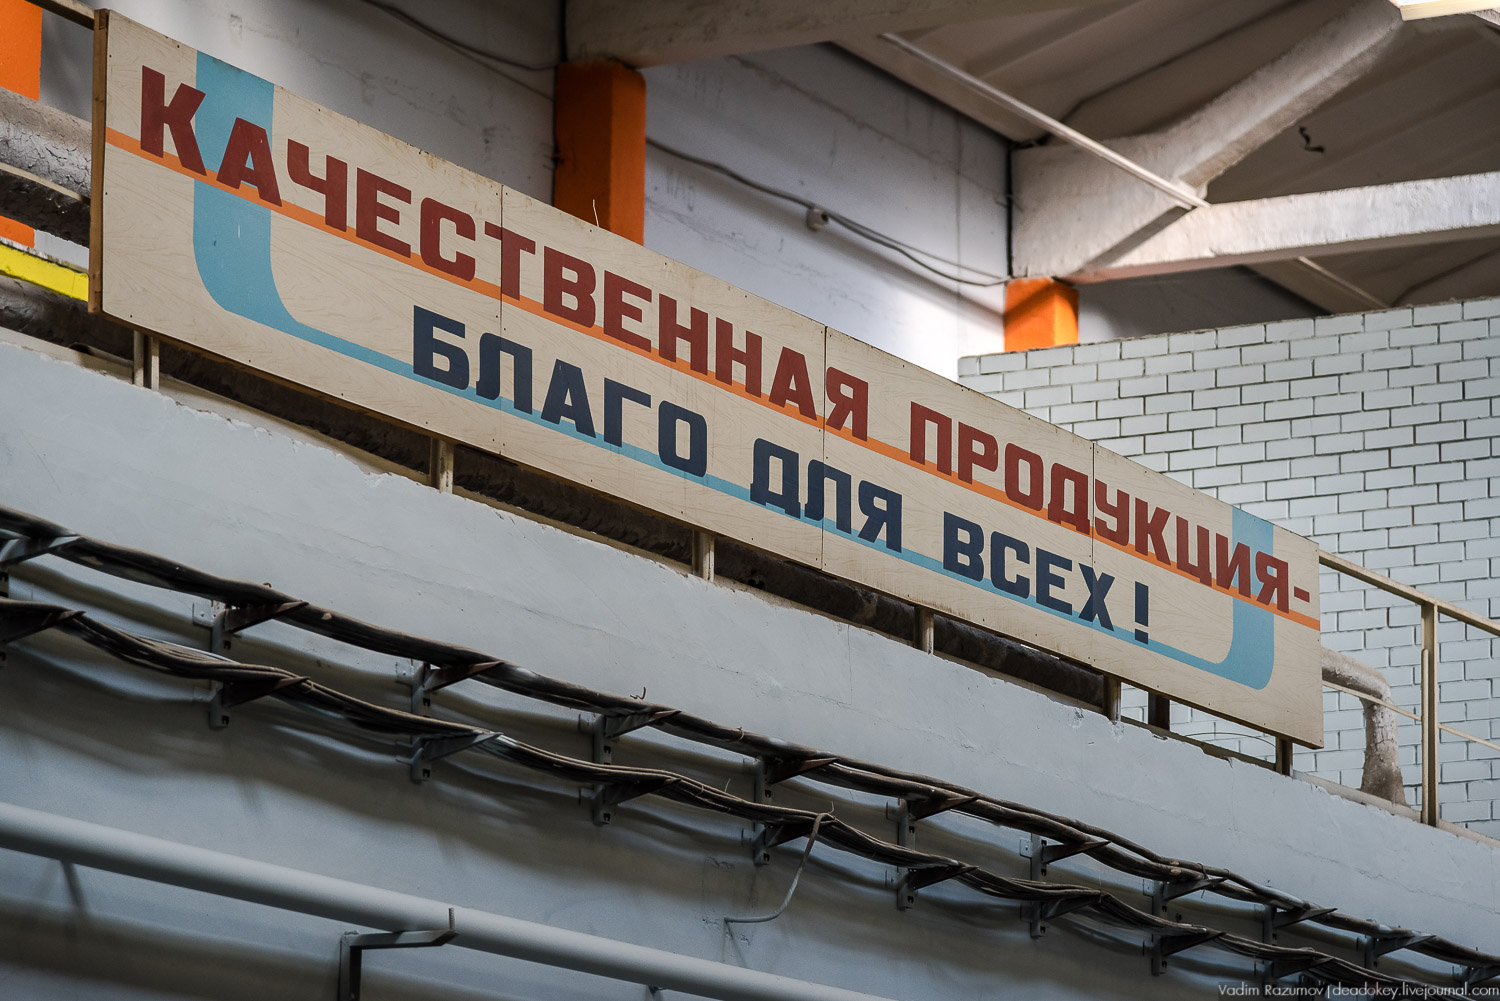 КАЧЕСТВЕННАЯ ПРОДУКЦИЯ-
БЛАГО ДЛЯ ВСЕХ!
Vadim Razumov | deadokey.livejournal.com